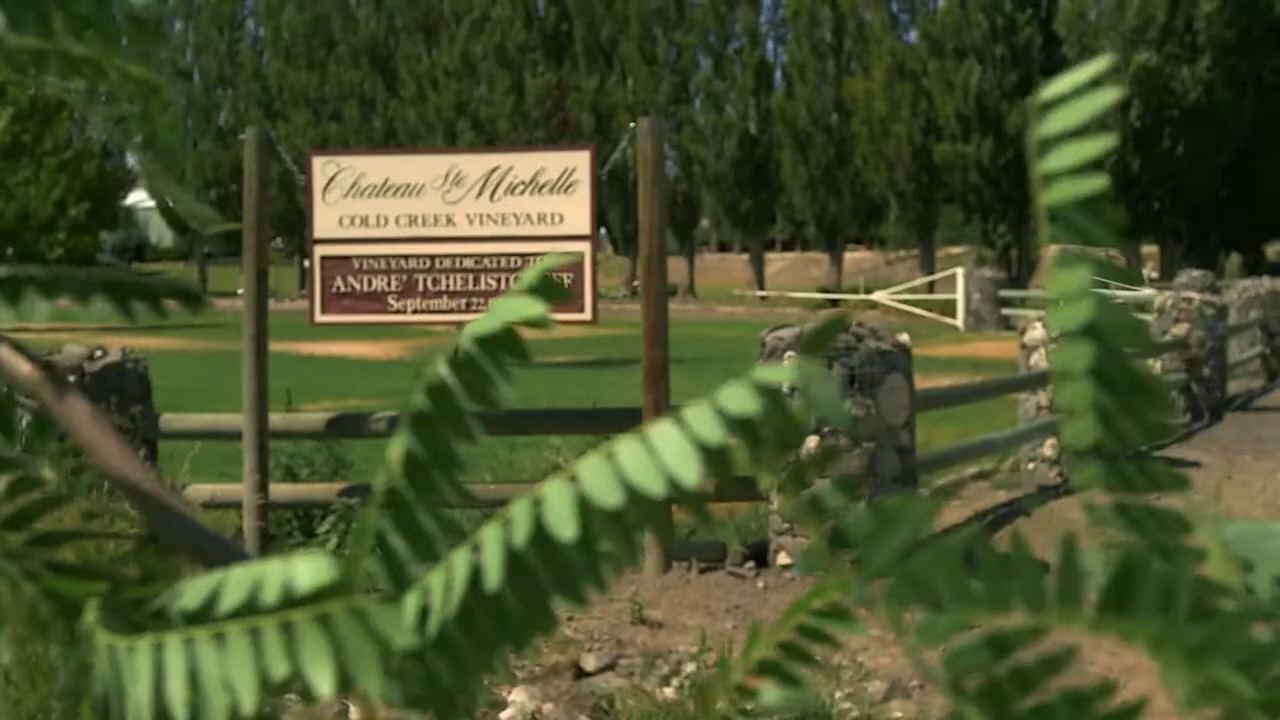 Chateau Ste Michelle
COLD CREEK VINEYARD
VINEYARD DEDICATED
ANDRE'
September